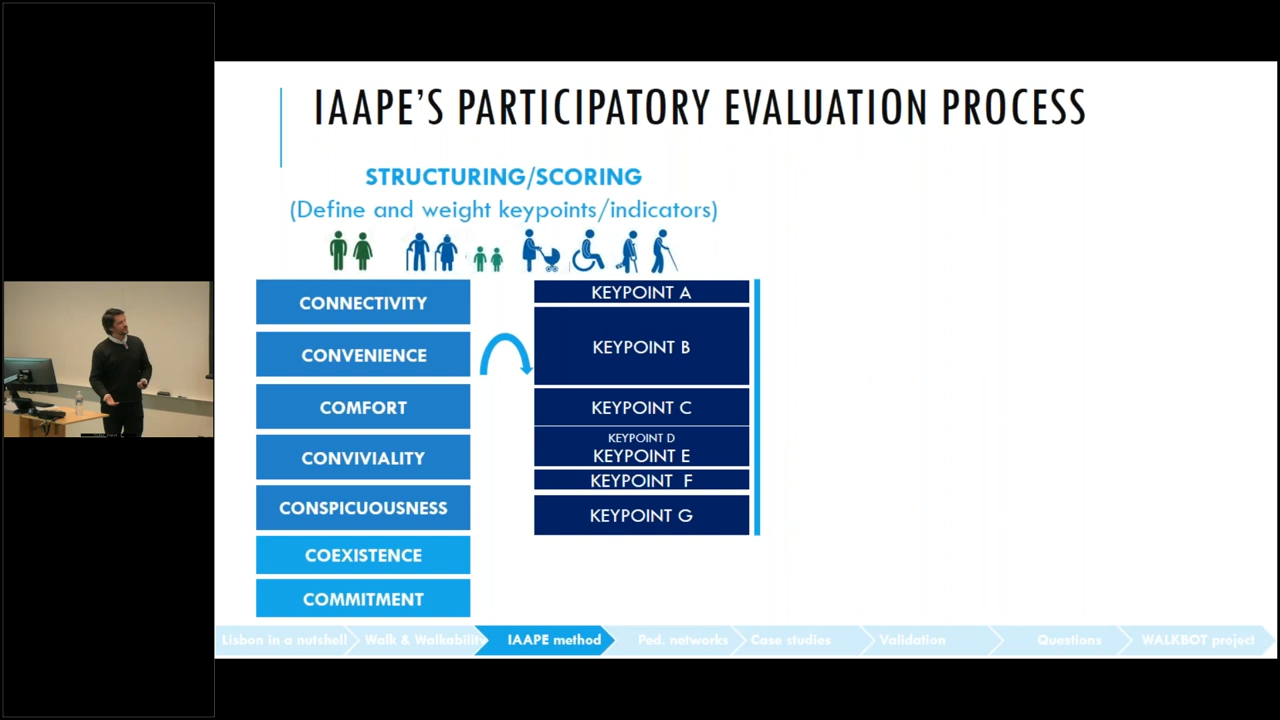 IAAPE'S PARTICIPATORY EVALUATION PROCESS
STRUCTURING/SCORING
(Define and weight keypoints/indicators)
CONNECTIVITY
CONVENIENCE
COMFORT
CONVIVIALITY
CONSPICUOUSNESS
COEXISTENCE
COMMITMENT
KEYPOINT A
KEYPOINT B
KEYPOINT C
KEYPOINT D
KEYPOINT E
KEYPOINT F
KEYPOINT G
Lisbon in a nutshell Walk & Walkability IAAPE method Ped. networks Case studies Validation Questions WALKBOT project